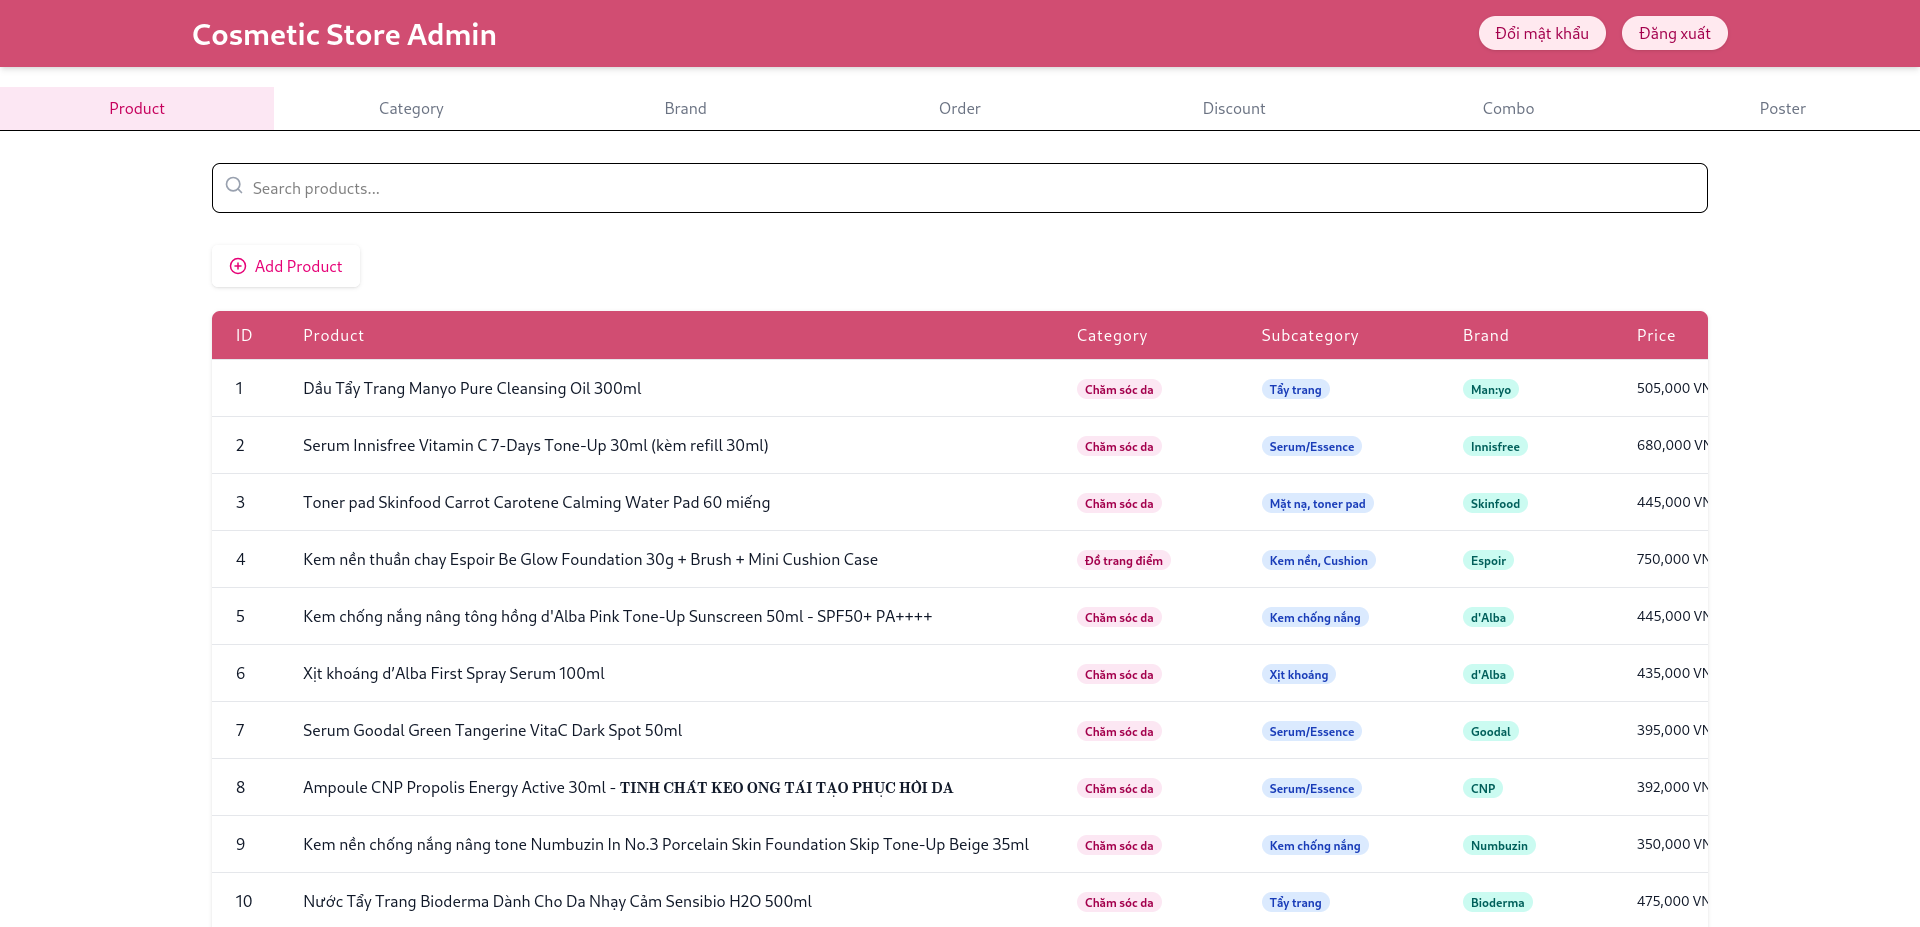 Cosmetic Store Admin
Đổi mật khẩu
Đăng xuất
Product Category Brand Order Discount Combo Poster
Search products...
Add Product
ID Product Category Subcategory Brand Price
1 Dầu Tẩy Trang Manyo Pure Cleansing Oil 300ml Chăm sóc da Tẩy trang Man:yo 505,000 VN
2 Serum Innisfree Vitamin C 7-Days Tone-Up 30ml (kèm refill 30ml) Chăm sóc da Serum/Essence Innisfree 680,000 VN
3 Toner pad Skinfood Carrot Carotene Calming Water Pad 60 miếng Chăm sóc da Mặt nạ, toner pad Skinfood 445,000 VN
4 Kem nền thuần chay Espoir Be Glow Foundation 30g + Brush + Mini Cushion Case Đồ trang điểm Kem nền, Cushion Espoir 750,000 VN
5 Kem chống nắng nâng tông hồng d'Alba Pink Tone-Up Sunscreen 50ml - SPF50+ PA++++ Chăm sóc da Kem chống nắng d'Alba 445,000 VN
6 Xịt khoáng d’Alba First Spray Serum 100ml Chăm sóc da Xịt khoáng d'Alba 435,000 VN
7 Serum Goodal Green Tangerine VitaC Dark Spot 50ml Chăm sóc da Serum/Essence Goodal 395,000 VN
8 Ampoule CNP Propolis Energy Active 30ml - TINH CHẤT KEO ONG TÁI TẠO PHỤC HỒI DA Chăm sóc da Serum/Essence CNP 392,000 VN
9 Kem nền chống nắng nâng tone Numbuzin In No.3 Porcelain Skin Foundation Skip Tone-Up Beige 35ml Chăm sóc da Kem chống nắng Numbuzin 350,000 VN
10 Nước Tẩy Trang Bioderma Dành Cho Da Nhạy Cảm Sensibio H2O 500ml Chăm sóc da Tẩy trang Bioderma 475,000 VN